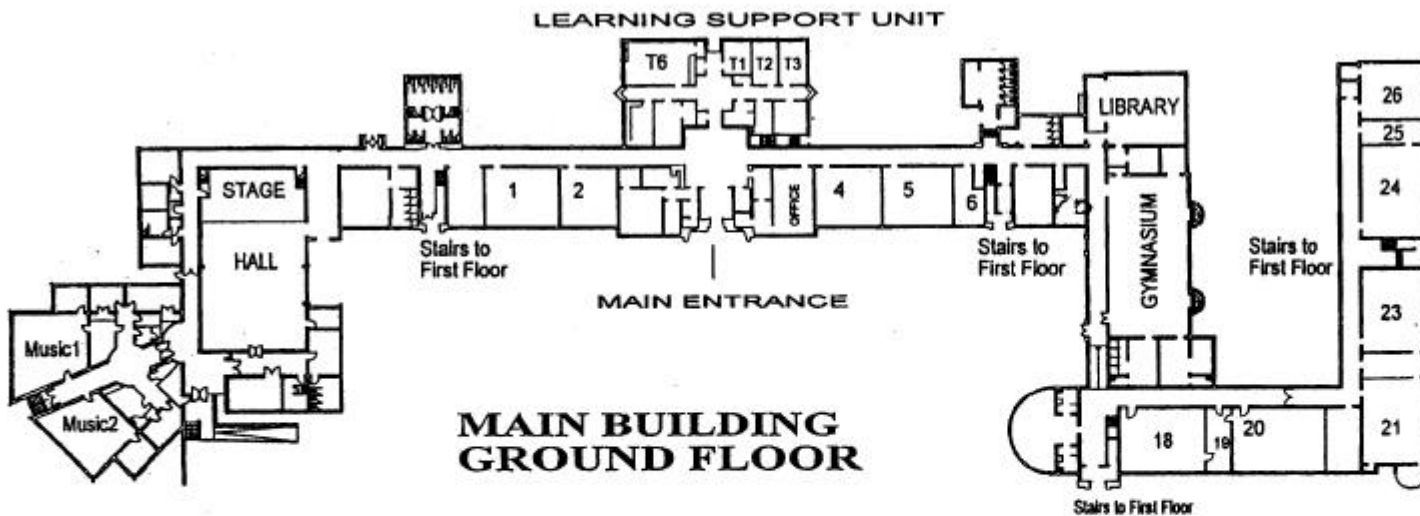 LEARNING SUPPORT UNIT
T6
T1
T2
T3
LIBRARY
26
25
24
STAGE
HALL
1
2
OFFICE
4
5
6
GYMNASIUM
Stairs to
First Floor
Stairs to
First Floor
Stairs to
First Floor
MAIN ENTRANCE
23
Music1
Music2
MAIN BUILDING
GROUND FLOOR
18
19
20
21
Stairs to First Floor